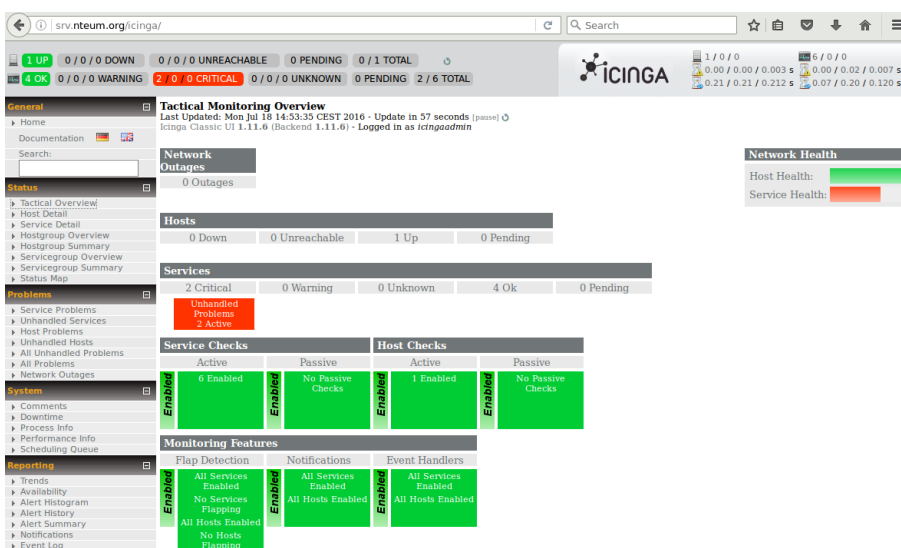 srv.nteum.org/icinga/
Search
1 UP 0 / 0 / 0 DOWN 0 / 0 / 0 UNREACHABLE 0 PENDING 0 / 1 TOTAL
4 OK 0 / 0 / 0 WARNING 2 / 0 / 0 CRITICAL 0 / 0 / 0 UNKNOWN 0 PENDING 2 / 6 TOTAL
ICINGA
1 / 0 / 0 6 / 0 / 0
0.00 / 0.00 / 0.003 s 0.00 / 0.02 / 0.007 s
0.21 / 0.21 / 0.212 s 0.07 / 0.20 / 0.120 s
General
Home
Documentation
Search:
Status
Tactical Overview
Host Detail
Service Detail
Hostgroup Overview
Hostgroup Summary
Servicegroup Overview
Servicegroup Summary
Status Map
Problems
Service Problems
Unhandled Services
Host Problems
Unhandled Hosts
All Unhandled Problems
All Problems
Network Outages
System
Comments
Downtime
Process Info
Performance Info
Scheduling Queue
Reporting
Trends
Availability
Alert Histogram
Alert History
Alert Summary
Notifications
Event Log
Tactical Monitoring Overview
Last Updated: Mon Jul 18 14:53:35 CEST 2016 - Update in 57 seconds [pause]
Icinga Classic UI 1.11.6 (Backend 1.11.6) - Logged in as icingaadmin
Network
Outages
0 Outages
Network Health
Host Health:
Service Health:
Hosts
0 Down 0 Unreachable 1 Up 0 Pending
Services
2 Critical 0 Warning 0 Unknown 4 Ok 0 Pending
Unhandled
Problems
2 Active
Service Checks Host Checks
Active Passive Active Passive
Enabled 6 Enabled Enabled No Passive
Checks Enabled 1 Enabled Enabled No Passive
Checks
Monitoring Features
Flap Detection Notifications Event Handlers
Enabled All Services
Enabled
No Services
Flapping
All Hosts Enabled
No Hosts
Flapping
Enabled All Services
Enabled
All Hosts Enabled
Enabled All Services
Enabled
All Hosts Enabled